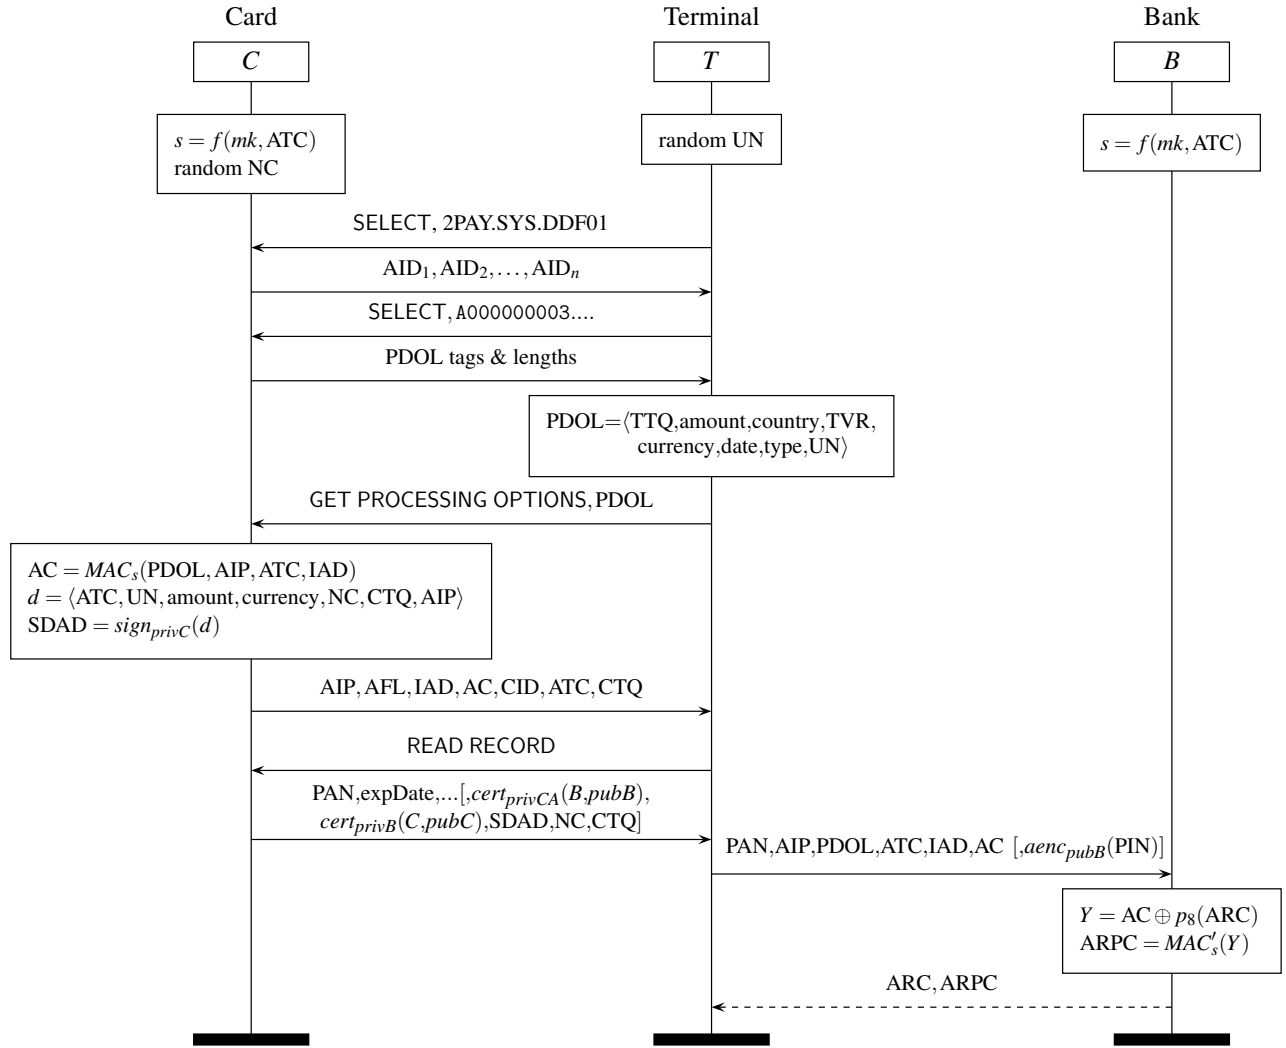 Card Terminal Bank
C T B
s = f(mk, ATC)
random NC
random UN
s = f(mk, ATC)
SELECT, 2PAY.SYS.DDF01
AID₁, AID₂, …, AIDₙ
SELECT, A000000003....
PDOL tags & lengths
PDOL=⟨TTQ,amount,country,TVR,
currency,date,type,UN⟩
GET PROCESSING OPTIONS, PDOL
AC = MACₛ(PDOL, AIP, ATC, IAD)
d = ⟨ATC, UN, amount, currency, NC, CTQ, AIP⟩
SDAD = sign_privC(d)
AIP, AFL, IAD, AC, CID, ATC, CTQ
READ RECORD
PAN,expDate,...[,cert_privCA(B,pubB),
cert_privB(C,pubC),SDAD,NC,CTQ]
PAN,AIP,PDOL,ATC,IAD,AC [,aenc_pubB(PIN)]
Y = AC ⊕ p₈(ARC)
ARPC = MAC′ₛ(Y)
ARC, ARPC